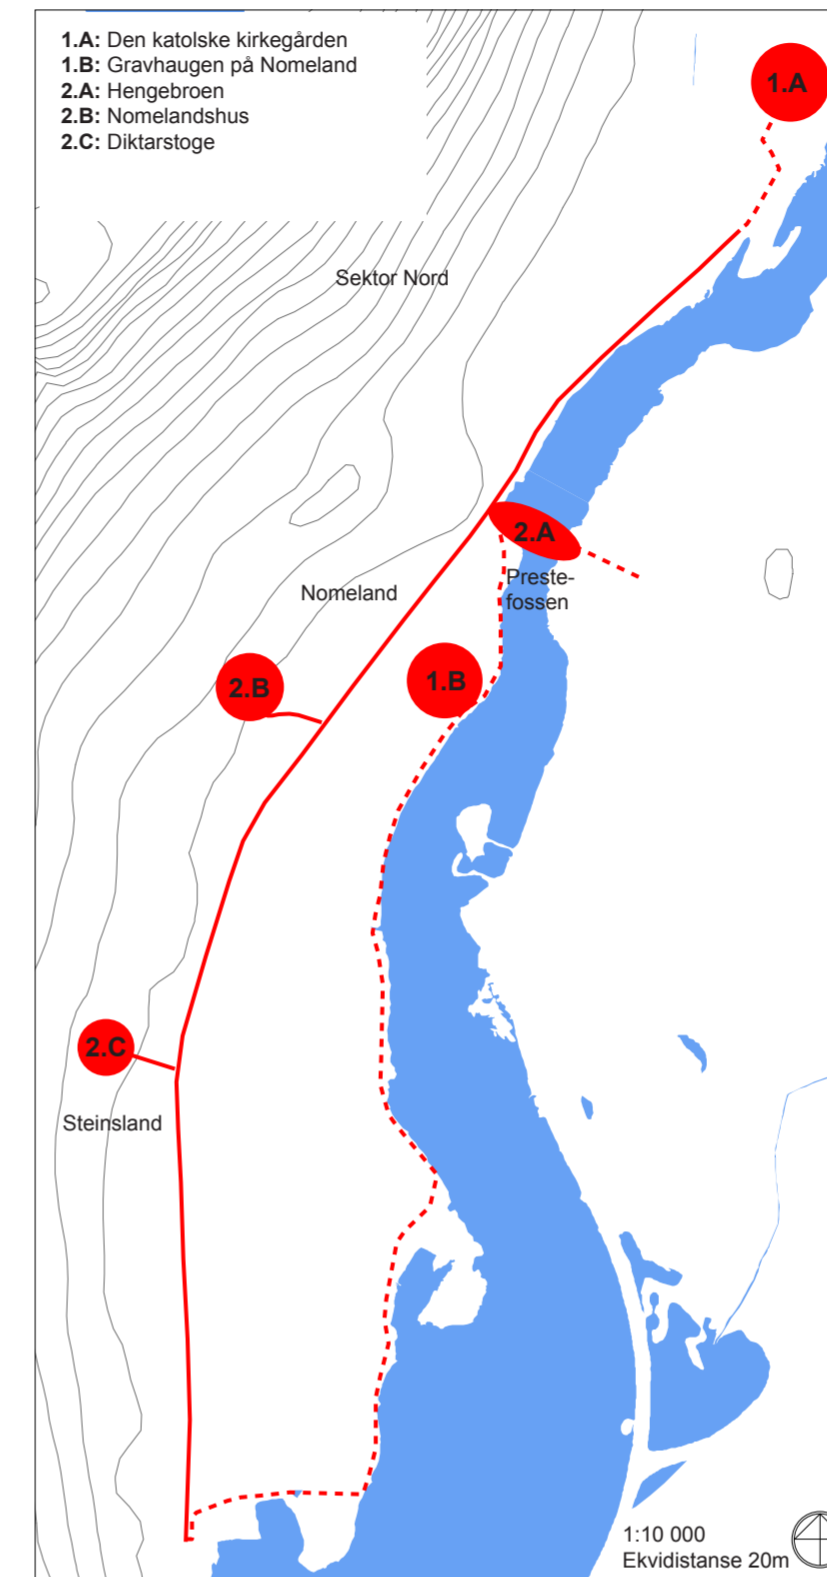 1.A: Den katolske kirkegården
1.B: Gravhaugen på Nomeland
2.A: Hengebroen
2.B: Nomelandshus
2.C: Diktarstoge
1.A
Sektor Nord
2.A
Preste-
fossen
Nomeland
2.B
1.B
2.C
Steinsland
1:10 000
Ekvidistanse 20m